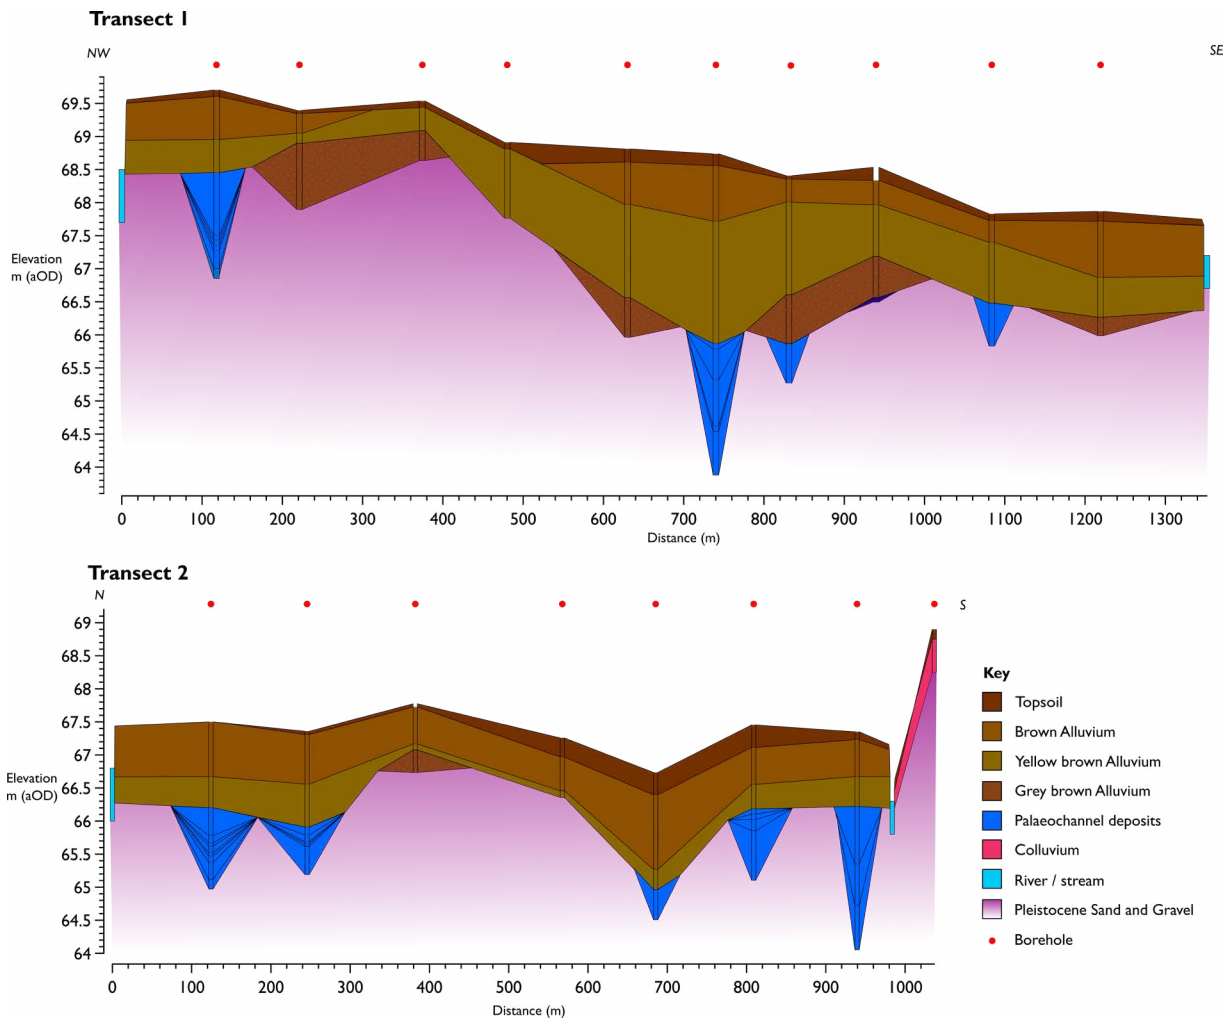 Transect 1
NW
SE
69.5
69
68.5
68
67.5
Elevation
m (aOD)
67
66.5
66
65.5
65
64.5
64
0 100 200 300 400 500 600 700 800 900 1000 1100 1200 1300
Distance (m)
Transect 2
N
S
69
68.5
68
67.5
67
Elevation
m (aOD)
66.5
66
65.5
65
64.5
64
0 100 200 300 400 500 600 700 800 900 1000
Distance (m)
Key
Topsoil
Brown Alluvium
Yellow brown Alluvium
Grey brown Alluvium
Palaeochannel deposits
Colluvium
River / stream
Pleistocene Sand and Gravel
Borehole